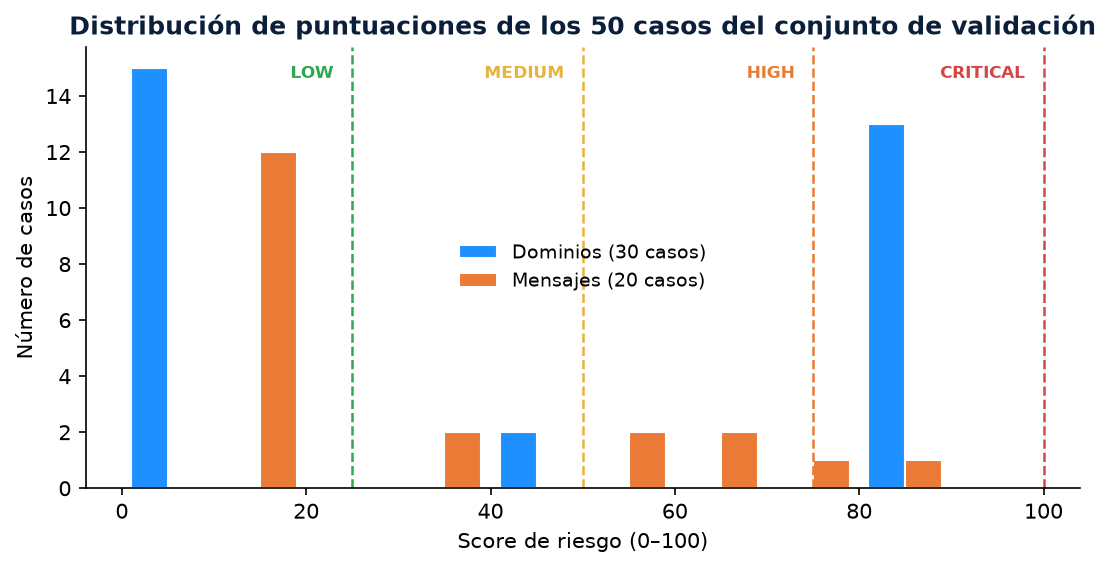 Distribución de puntuaciones de los 50 casos del conjunto de validación
LOW
MEDIUM
HIGH
CRITICAL
14
12
10
8
6
4
2
0
Número de casos
Dominios (30 casos)
Mensajes (20 casos)
0
20
40
60
80
100
Score de riesgo (0–100)